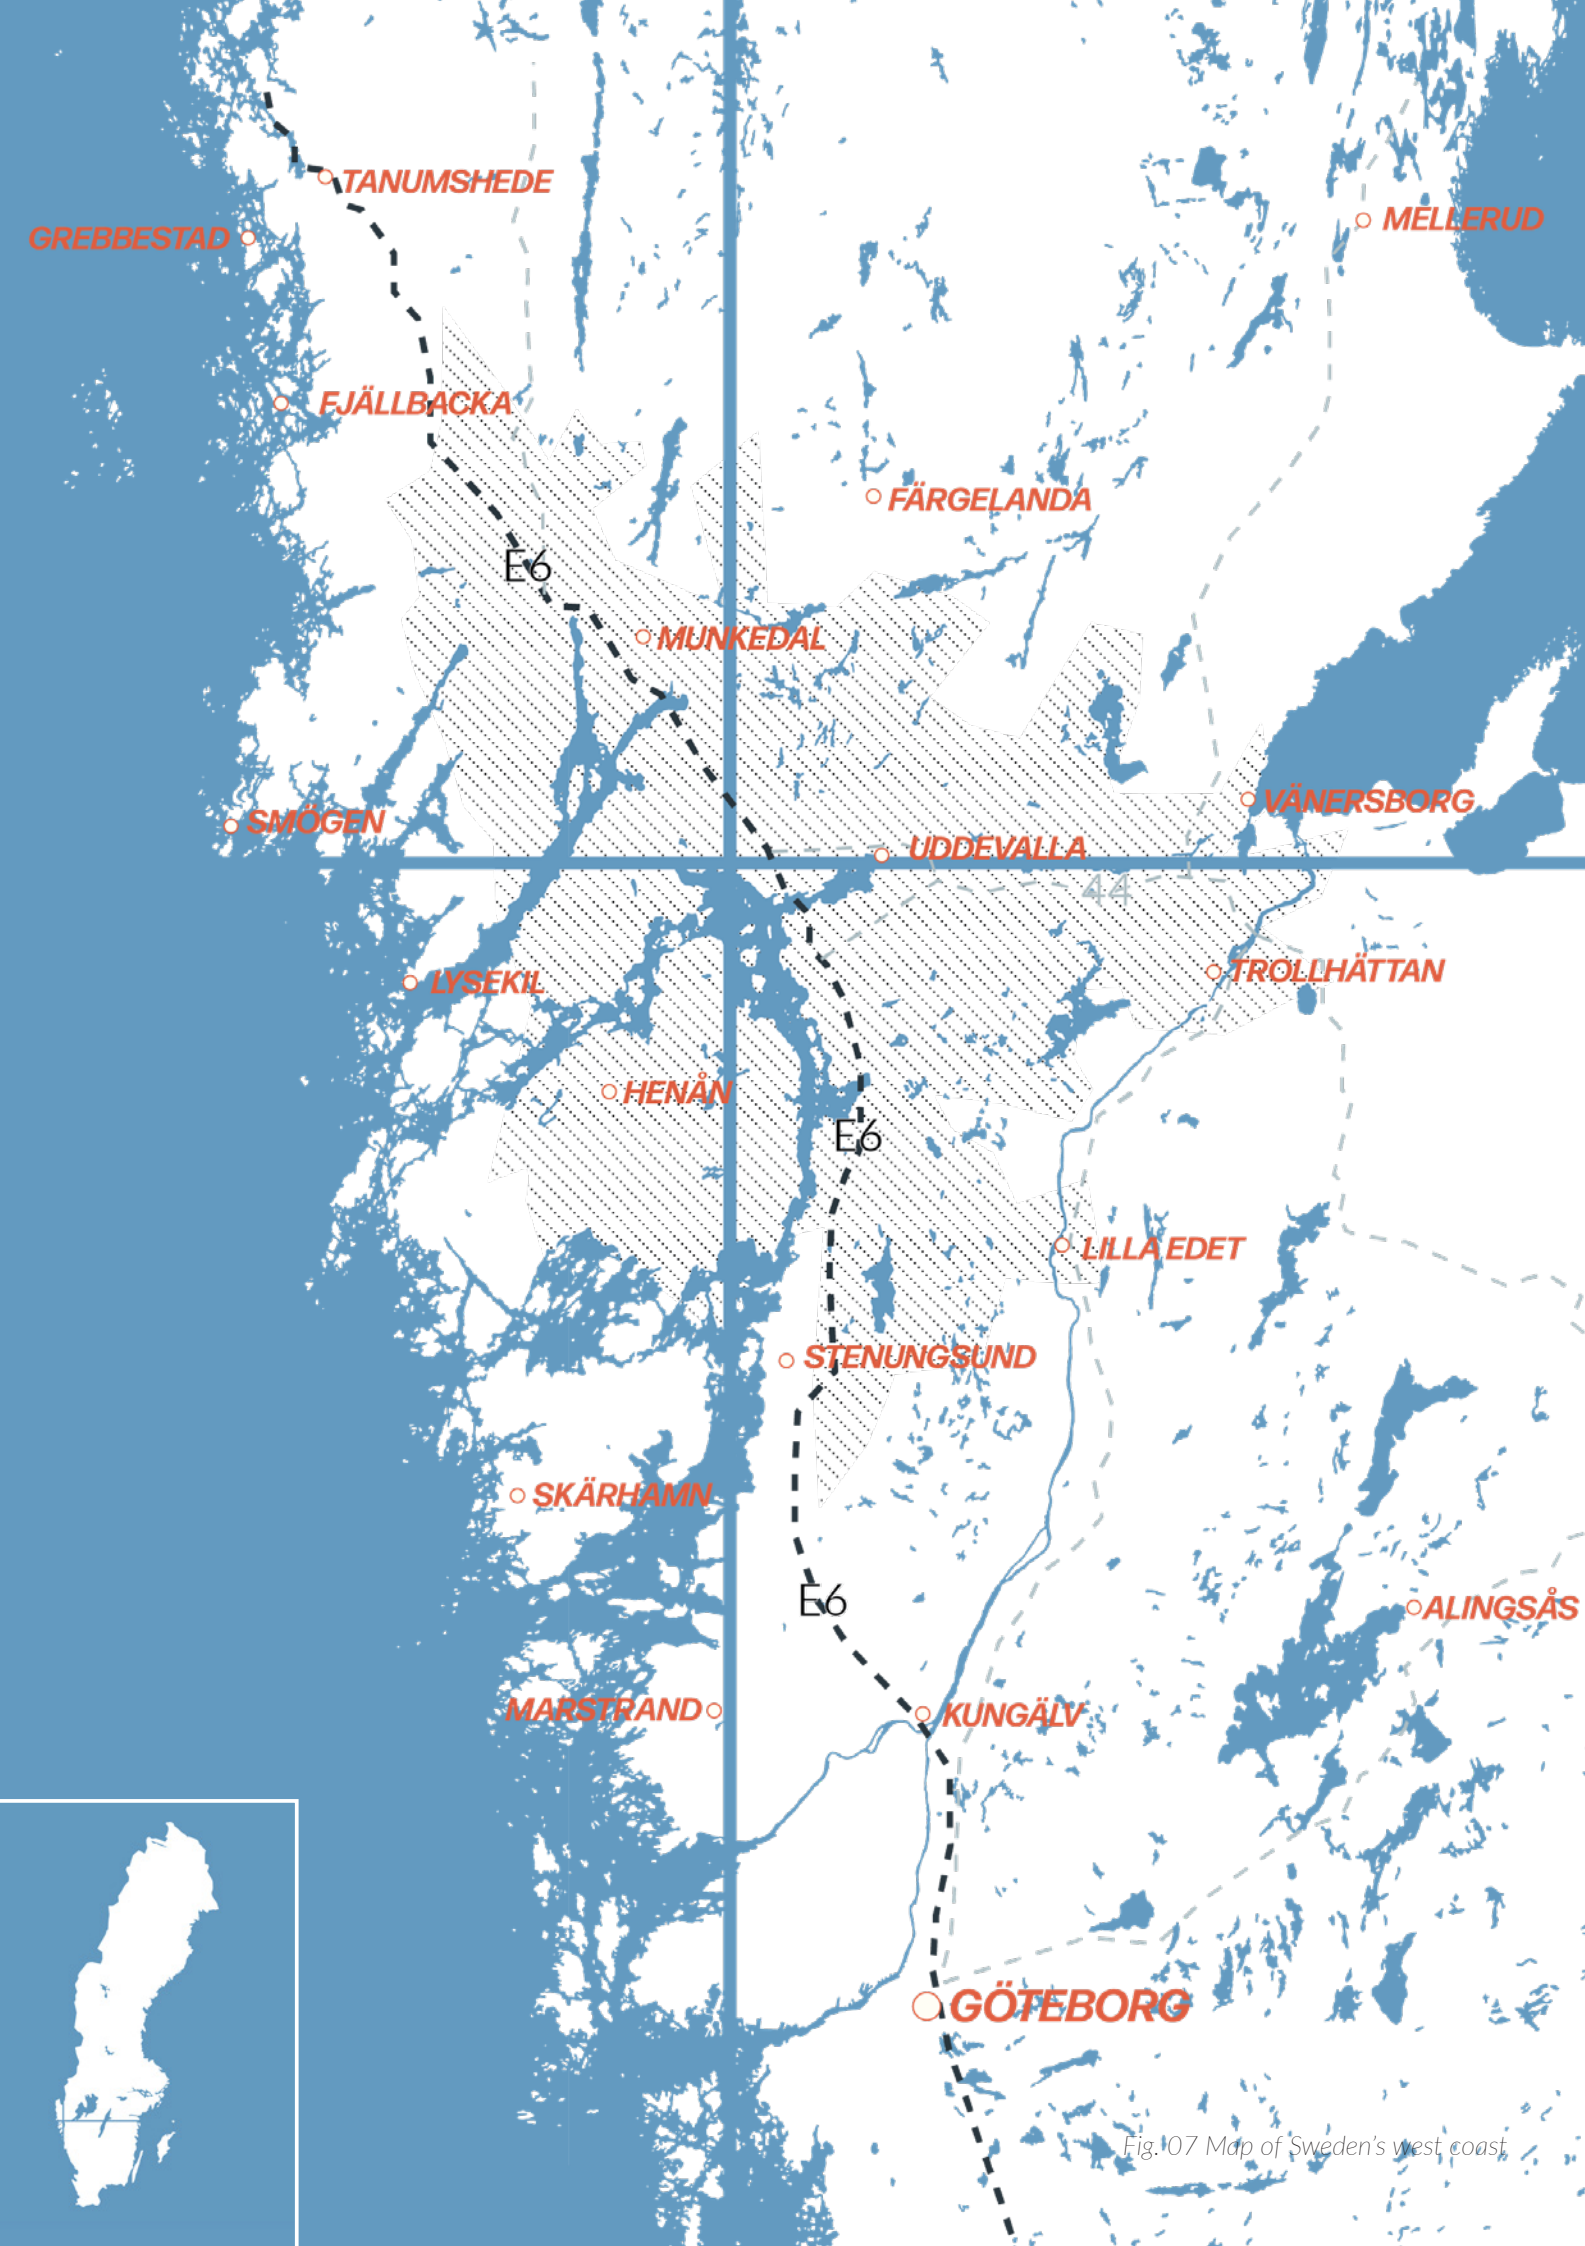 TANUMSHEDE
MELLERUD
GREBBESTAD
FJÄLLBACKA
FÄRGELANDA
E6
MUNKEDAL
VÄNERSBORG
SMÖGEN
UDDEVALLA
44
TROLLHÄTTAN
LYSEKIL
HENÅN
E6
LILLA EDET
STENUNGSUND
SKÄRHAMN
E6
ALINGSÅS
MARSTRAND
KUNGÄLV
GÖTEBORG
Fig. 07 Map of Sweden's west coast